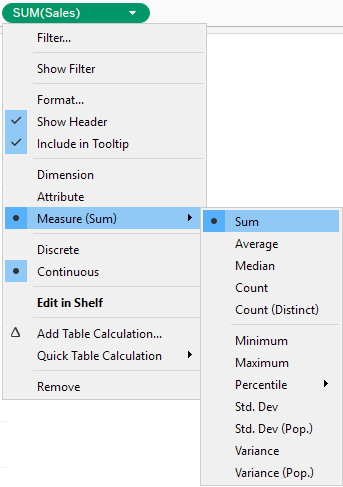 SUM(Sales)
Filter...
Show Filter
Format...
Show Header
Include in Tooltip
Dimension
Attribute
Measure (Sum)
Discrete
Continuous
Edit in Shelf
Add Table Calculation...
Quick Table Calculation
Remove
Sum
Average
Median
Count
Count (Distinct)
Minimum
Maximum
Percentile
Std. Dev
Std. Dev (Pop.)
Variance
Variance (Pop.)